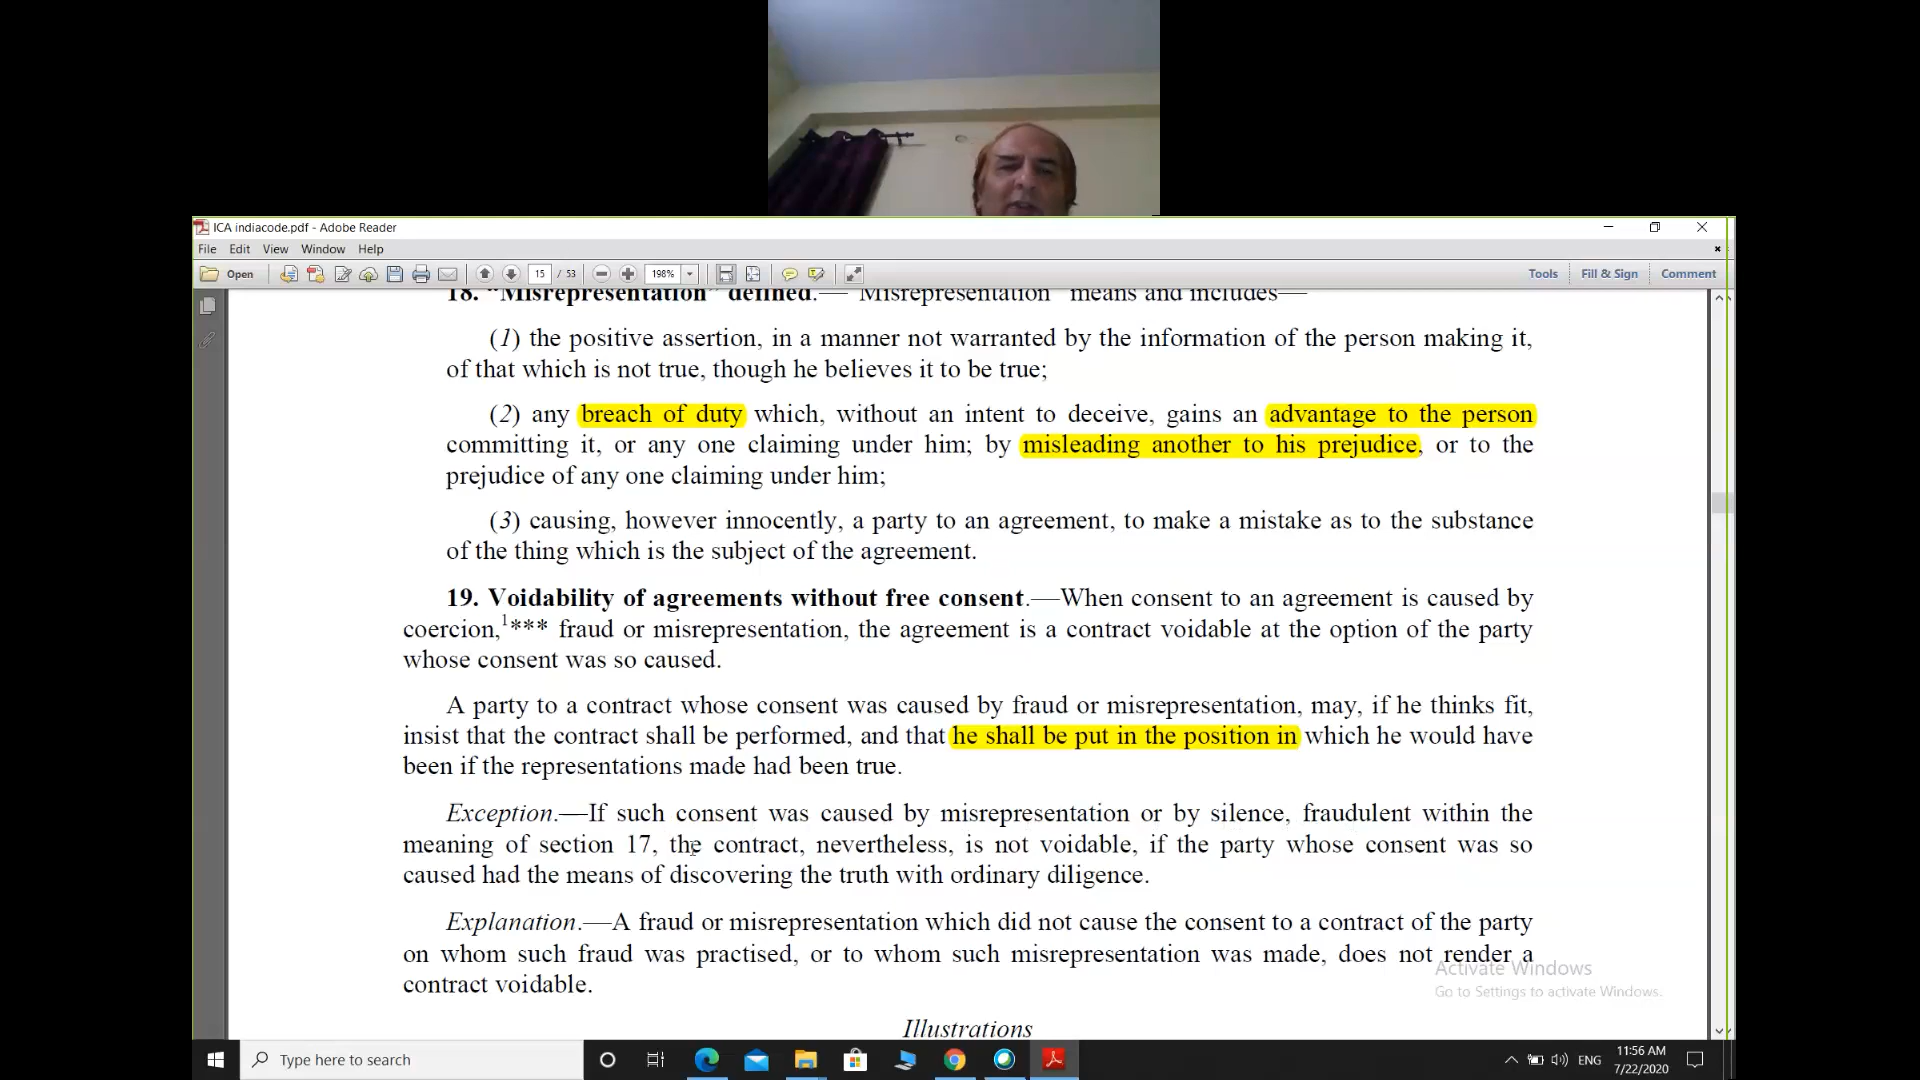 ICA indiacode.pdf - Adobe Reader
File Edit View Window Help
Open 15 / 53 198% Tools Fill & Sign Comment
18. “Misrepresentation” defined.—“Misrepresentation” means and includes—
(1) the positive assertion, in a manner not warranted by the information of the person making it,
of that which is not true, though he believes it to be true;
(2) any breach of duty which, without an intent to deceive, gains an advantage to the person
committing it, or any one claiming under him; by misleading another to his prejudice, or to the
prejudice of any one claiming under him;
(3) causing, however innocently, a party to an agreement, to make a mistake as to the substance
of the thing which is the subject of the agreement.
19. Voidability of agreements without free consent.—When consent to an agreement is caused by
coercion,1*** fraud or misrepresentation, the agreement is a contract voidable at the option of the party
whose consent was so caused.
A party to a contract whose consent was caused by fraud or misrepresentation, may, if he thinks fit,
insist that the contract shall be performed, and that he shall be put in the position in which he would have
been if the representations made had been true.
Exception.—If such consent was caused by misrepresentation or by silence, fraudulent within the
meaning of section 17, the contract, nevertheless, is not voidable, if the party whose consent was so
caused had the means of discovering the truth with ordinary diligence.
Explanation.—A fraud or misrepresentation which did not cause the consent to a contract of the party
on whom such fraud was practised, or to whom such misrepresentation was made, does not render a
contract voidable.
Activate Windows
Go to Settings to activate Windows.
Illustrations
Type here to search
ENG
11:56 AM
7/22/2020